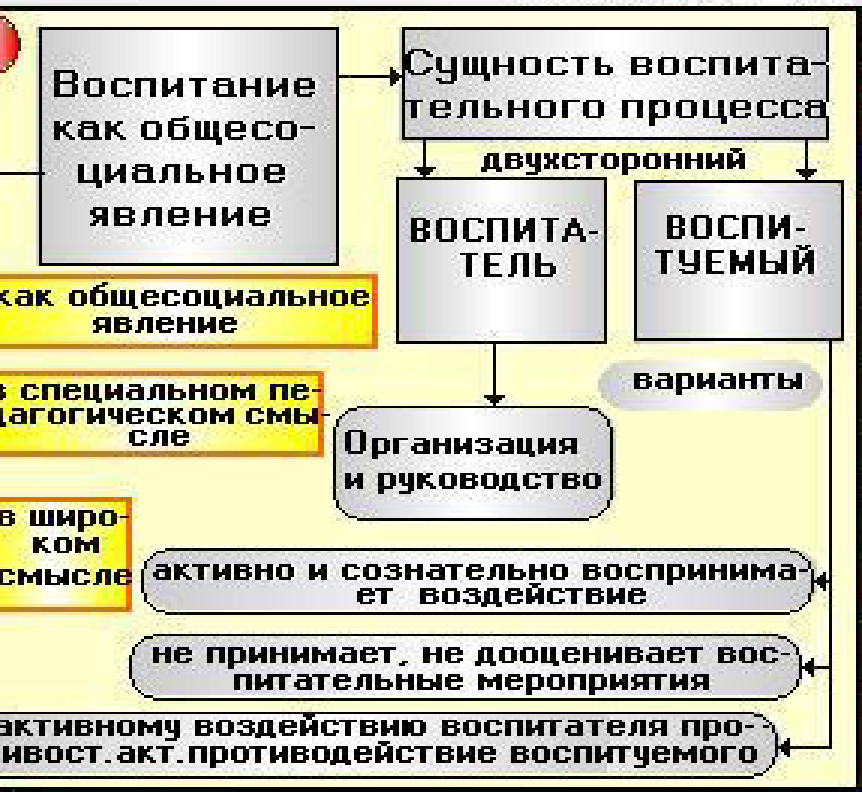 Воспитание
как общесо-
циальное
явление
Сущность воспита-
тельного процесса
двухсторонний
ВОСПИТА-
ТЕЛЬ
ВОСПИ-
ТУЕМЫЙ
как общесоциальное
явление
варианты
в специальном пе-
дагогическом смы-
сле
Организация
и руководство
в широ-
ком
смысле
активно и сознательно воспринима-
ет воздействие
не принимает, не дооценивает вос-
питательные мероприятия
активному воздействию воспитателя про-
ивост.акт.противодействие воспитуемого